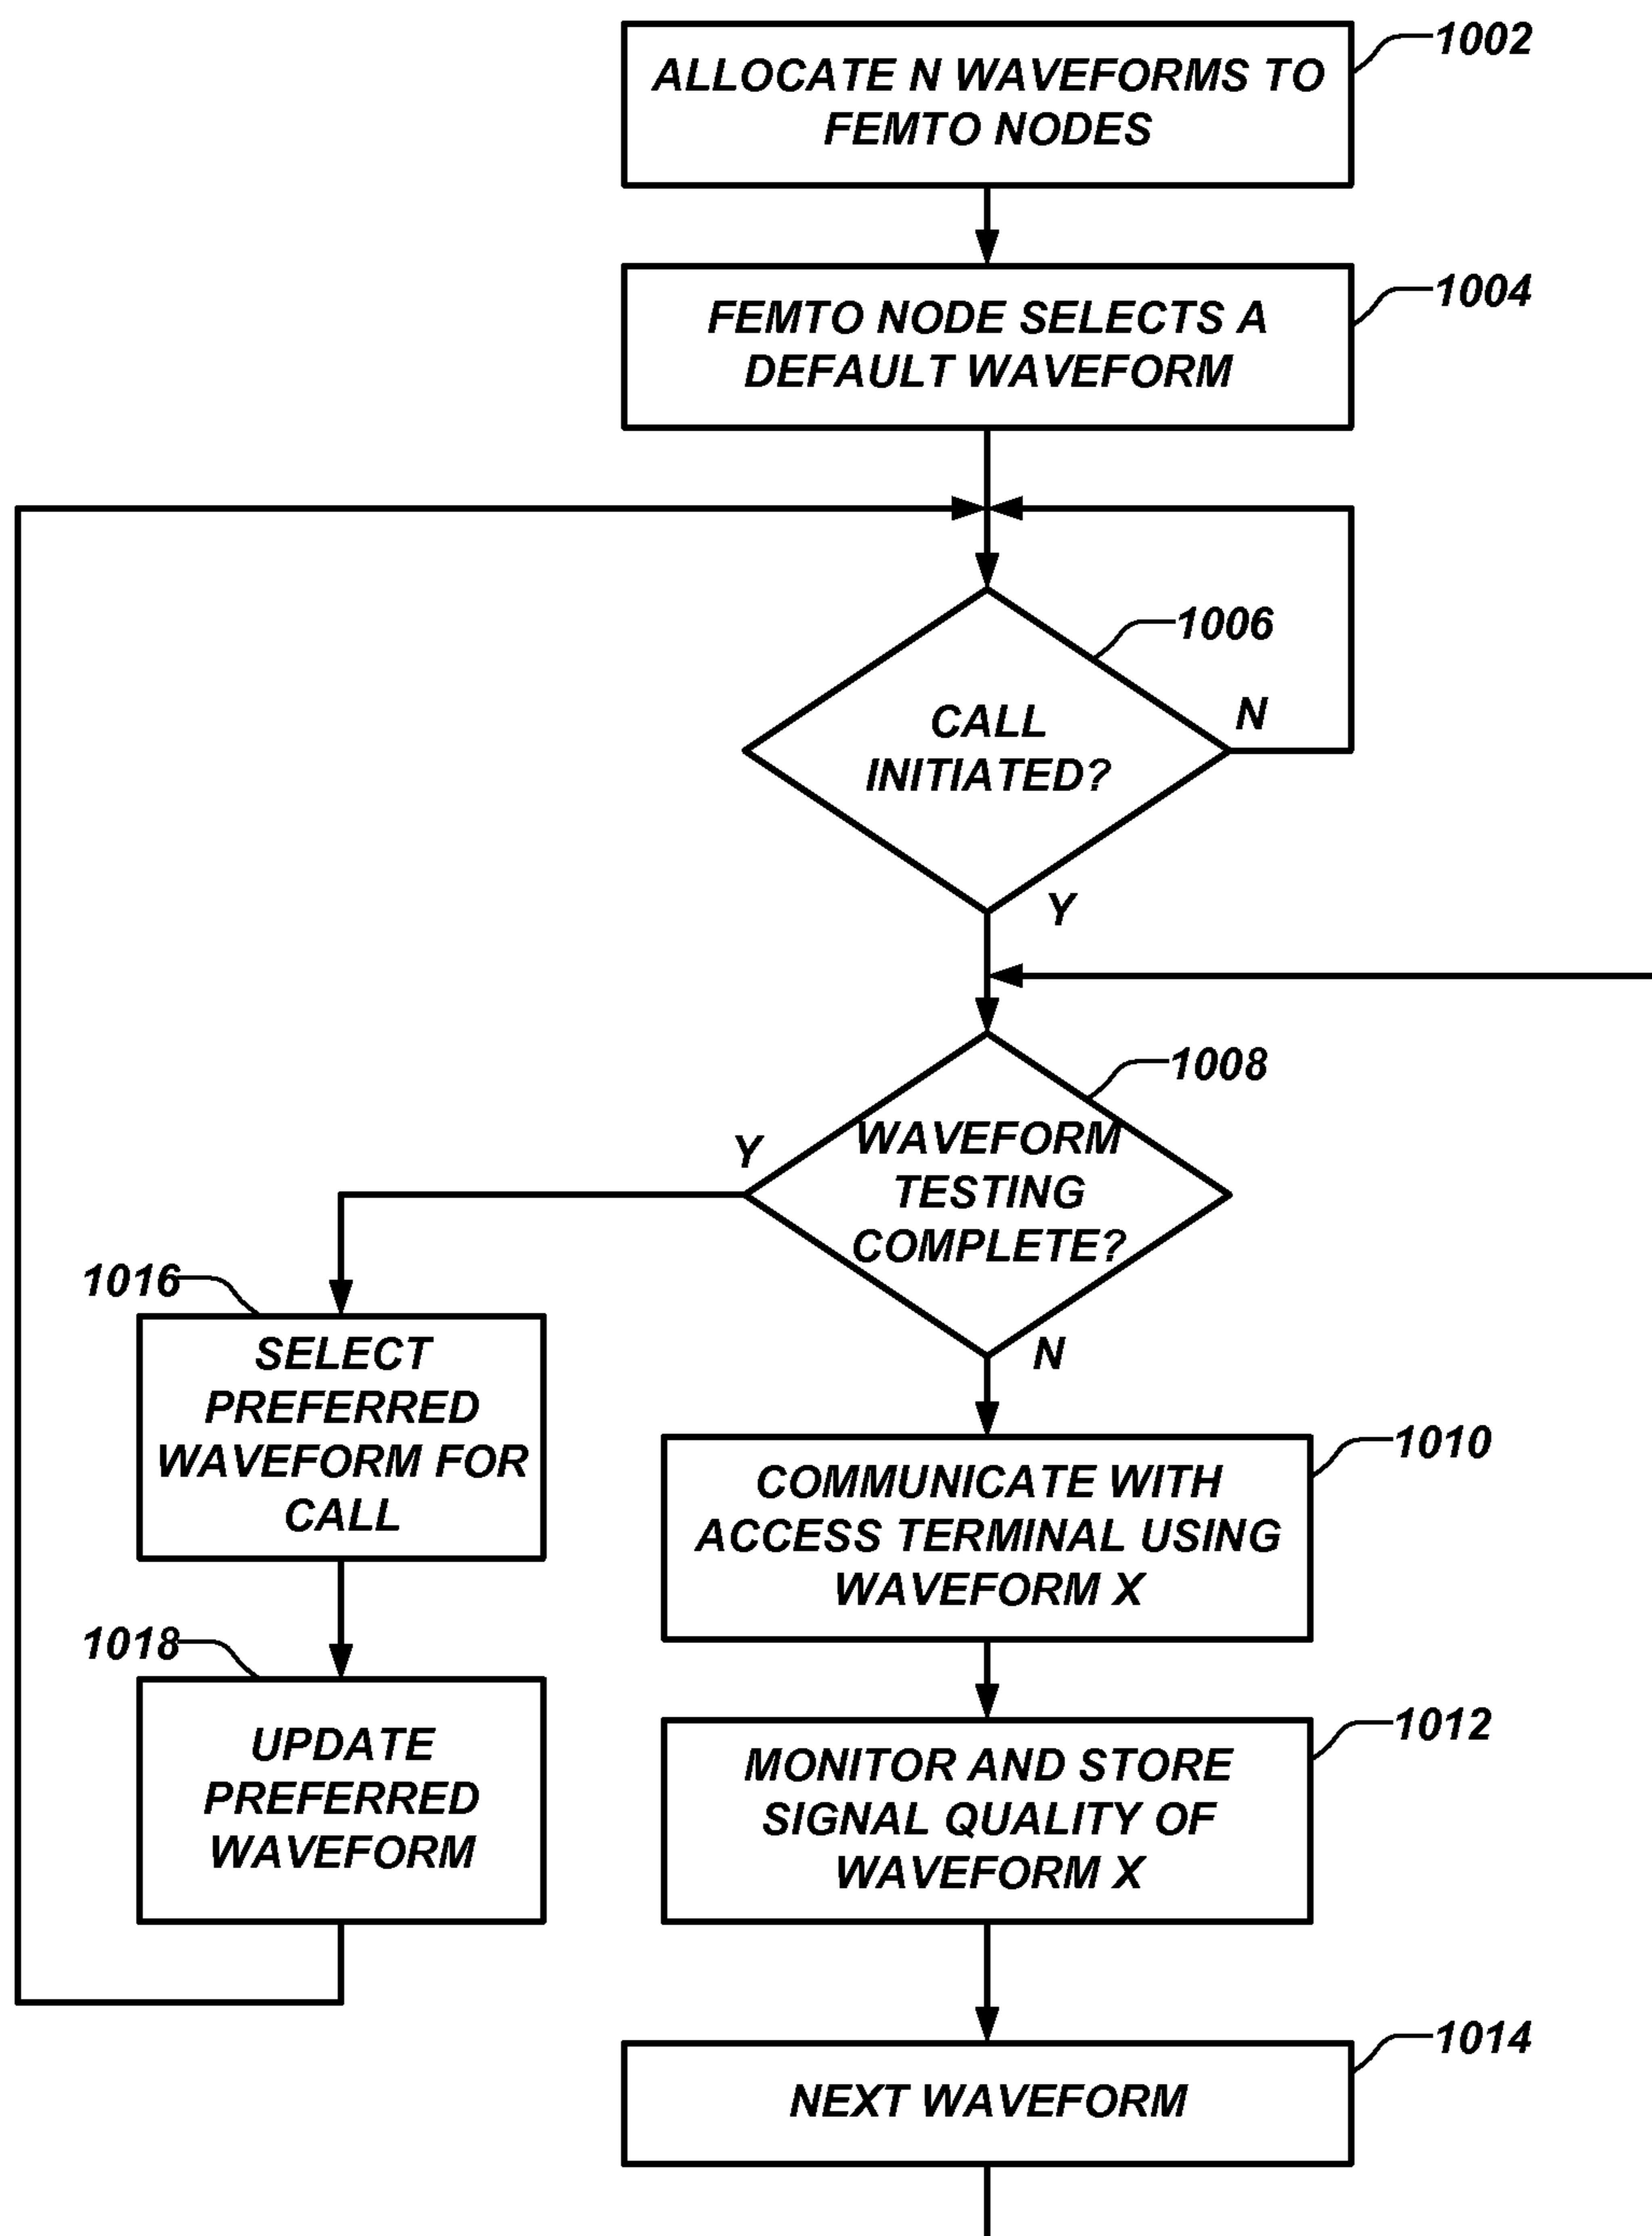 1002
ALLOCATE N WAVEFORMS TO
FEMTO NODES
1004
FEMTO NODE SELECTS A
DEFAULT WAVEFORM
1006
CALL
INITIATED?
N
Y
1008
WAVEFORM
TESTING
COMPLETE?
Y
N
1016
SELECT
PREFERRED
WAVEFORM FOR
CALL
1018
UPDATE
PREFERRED
WAVEFORM
1010
COMMUNICATE WITH
ACCESS TERMINAL USING
WAVEFORM X
1012
MONITOR AND STORE
SIGNAL QUALITY OF
WAVEFORM X
1014
NEXT WAVEFORM